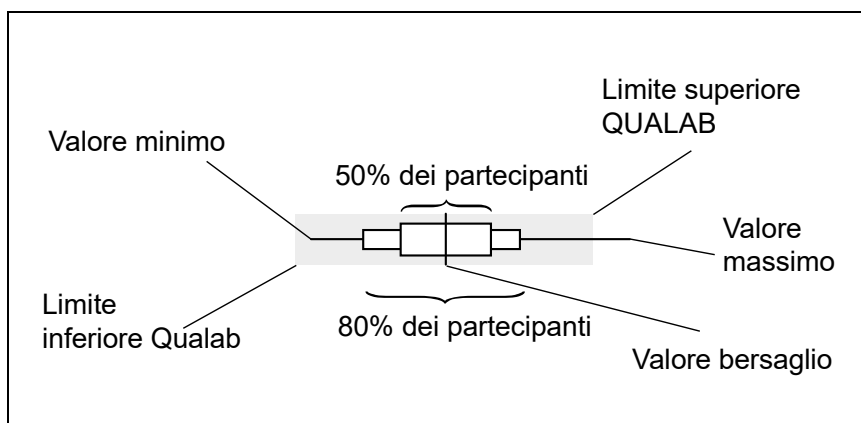 Limite superiore
QUALAB
Valore minimo
50% dei partecipanti
Valore
massimo
Limite
inferiore Qualab
80% dei partecipanti
Valore bersaglio